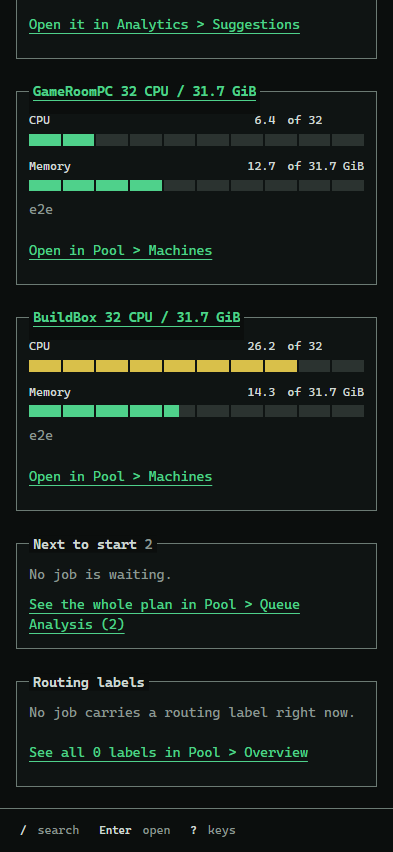 Open it in Analytics > Suggestions
GameRoomPC 32 CPU / 31.7 GiB
CPU 6.4 of 32
Memory 12.7 of 31.7 GiB
e2e
Open in Pool > Machines
BuildBox 32 CPU / 31.7 GiB
CPU 26.2 of 32
Memory 14.3 of 31.7 GiB
e2e
Open in Pool > Machines
Next to start 2
No job is waiting.
See the whole plan in Pool > Queue
Analysis (2)
Routing labels
No job carries a routing label right now.
See all 0 labels in Pool > Overview
/ search Enter open ? keys